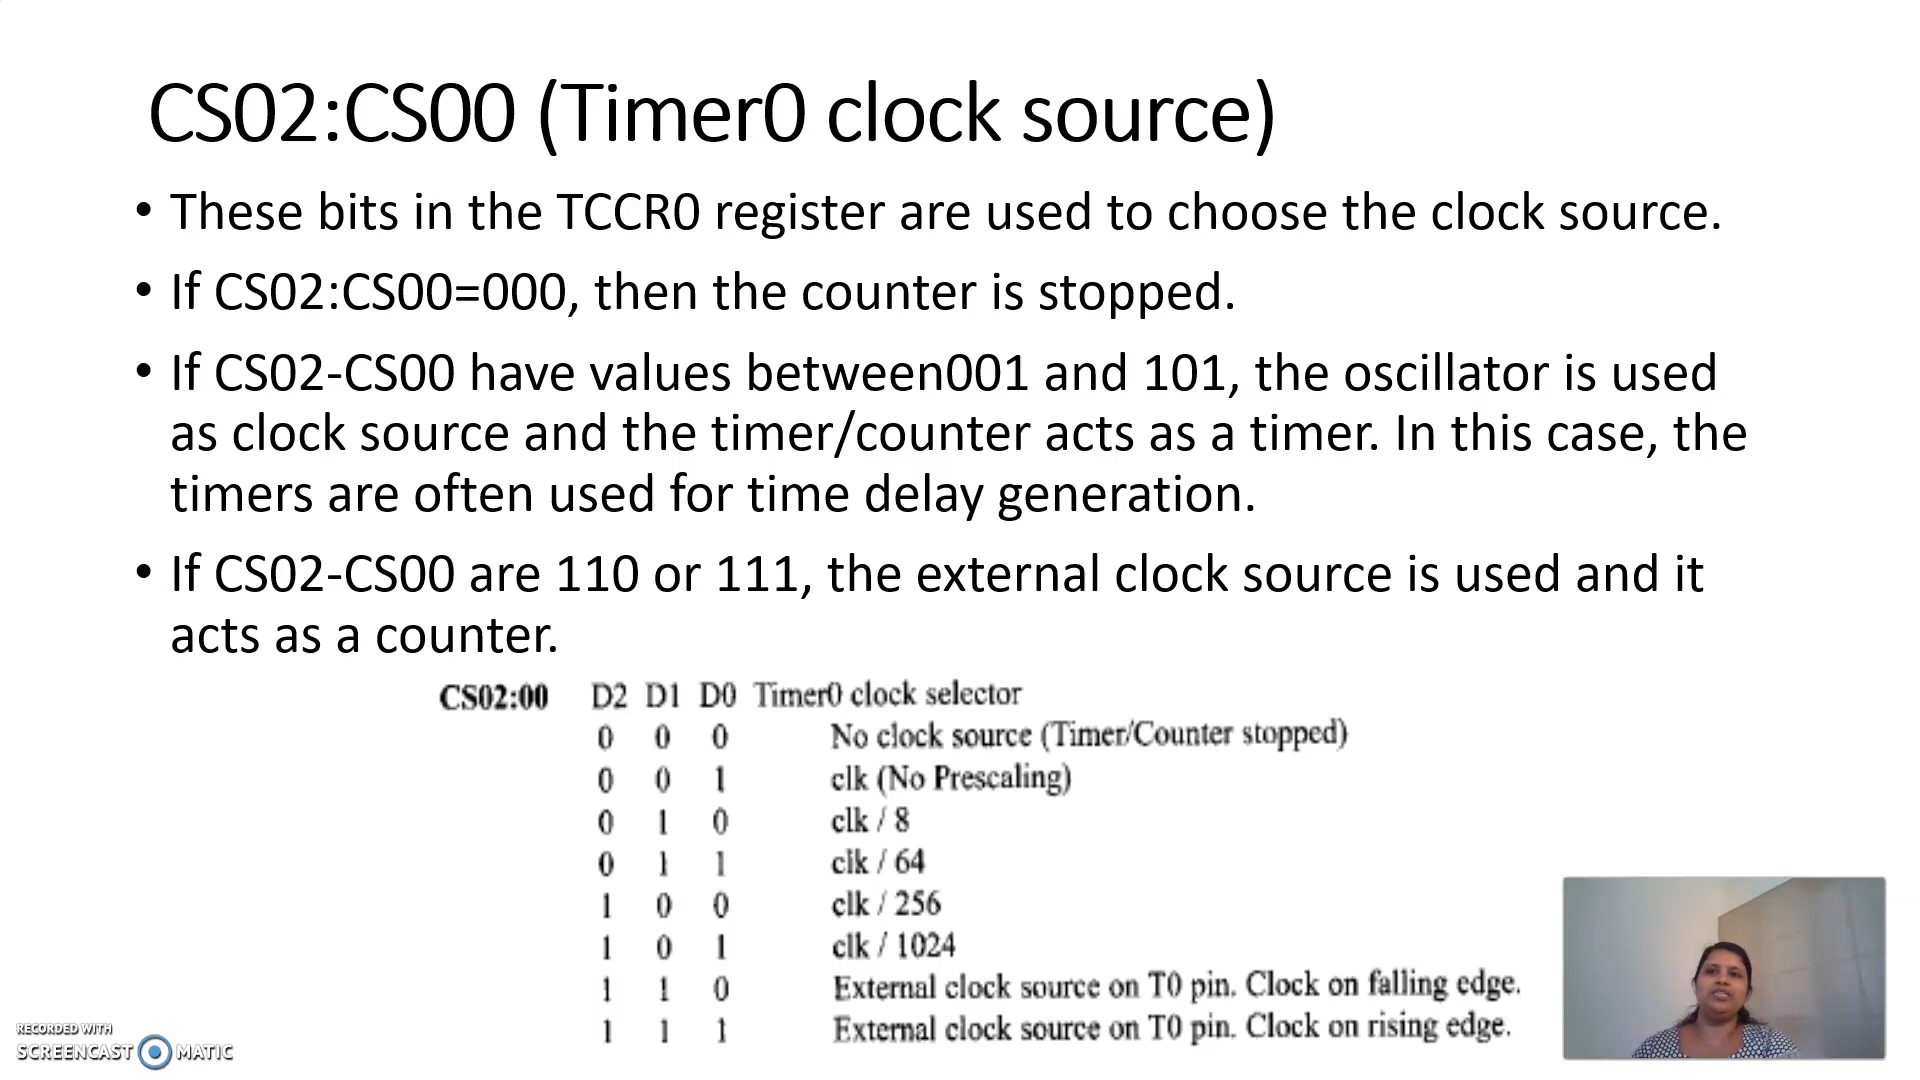 CS02:CS00 (Timer0 clock source)
• These bits in the TCCR0 register are used to choose the clock source.
• If CS02:CS00=000, then the counter is stopped.
• If CS02-CS00 have values between001 and 101, the oscillator is used
as clock source and the timer/counter acts as a timer. In this case, the
timers are often used for time delay generation.
• If CS02-CS00 are 110 or 111, the external clock source is used and it
acts as a counter.
CS02:00 D2 D1 D0 Timer0 clock selector
0 0 0 No clock source (Timer/Counter stopped)
0 0 1 clk (No Prescaling)
0 1 0 clk / 8
0 1 1 clk / 64
1 0 0 clk / 256
1 0 1 clk / 1024
1 1 0 External clock source on T0 pin. Clock on falling edge.
1 1 1 External clock source on T0 pin. Clock on rising edge.
RECORDED WITH
SCREENCAST MATIC